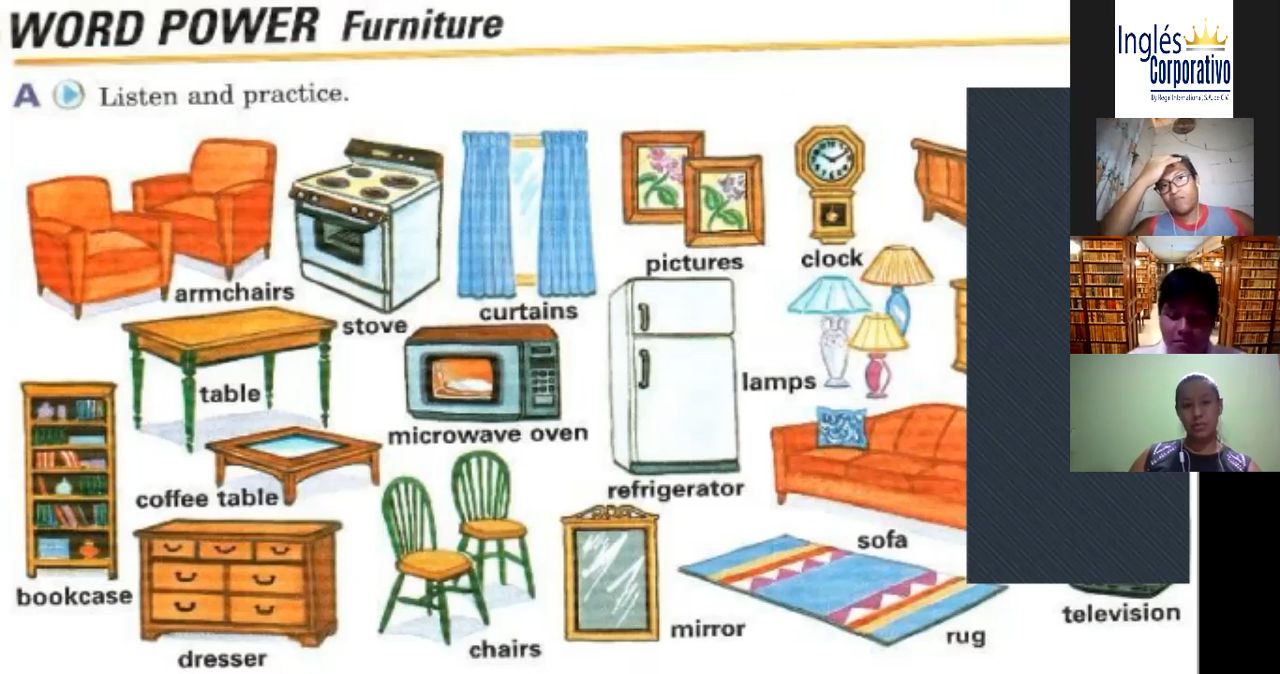 WORD POWER Furniture
A Listen and practice.
armchairs
stove
curtains
pictures
clock
table
microwave oven
refrigerator
lamps
coffee table
sofa
bookcase
dresser
chairs
mirror
rug
television
Inglés
Corporativo